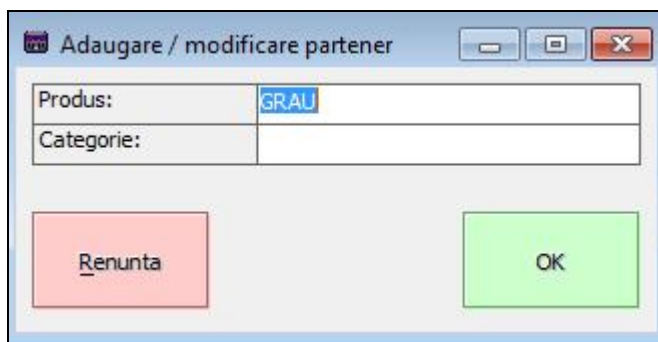 Adaugare / modificare partener
Produs: GRAU
Categorie:
Renunta OK